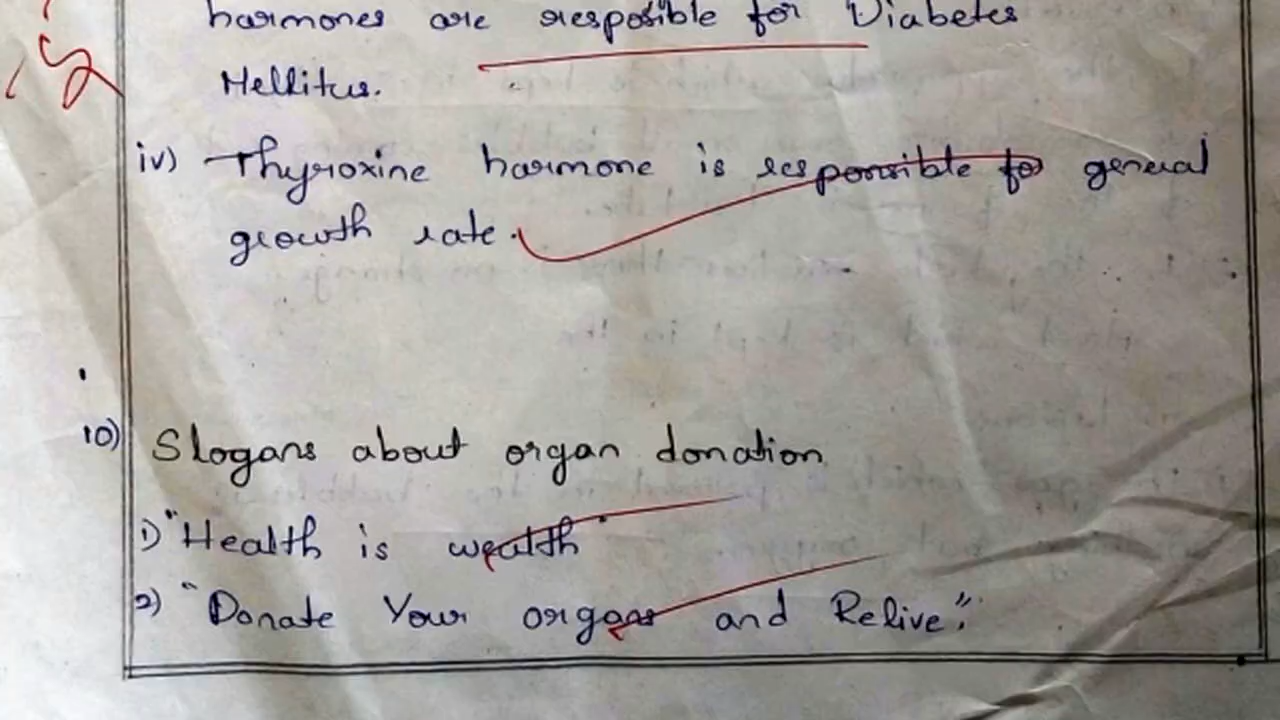 harmones are resposible for Diabetes
Mellitus.
iv) Thyroxine harmone is responsible for general
growth rate.
10) Slogans about organ donation
1) "Health is wealth"
2) "Donate Your organs and Relive".